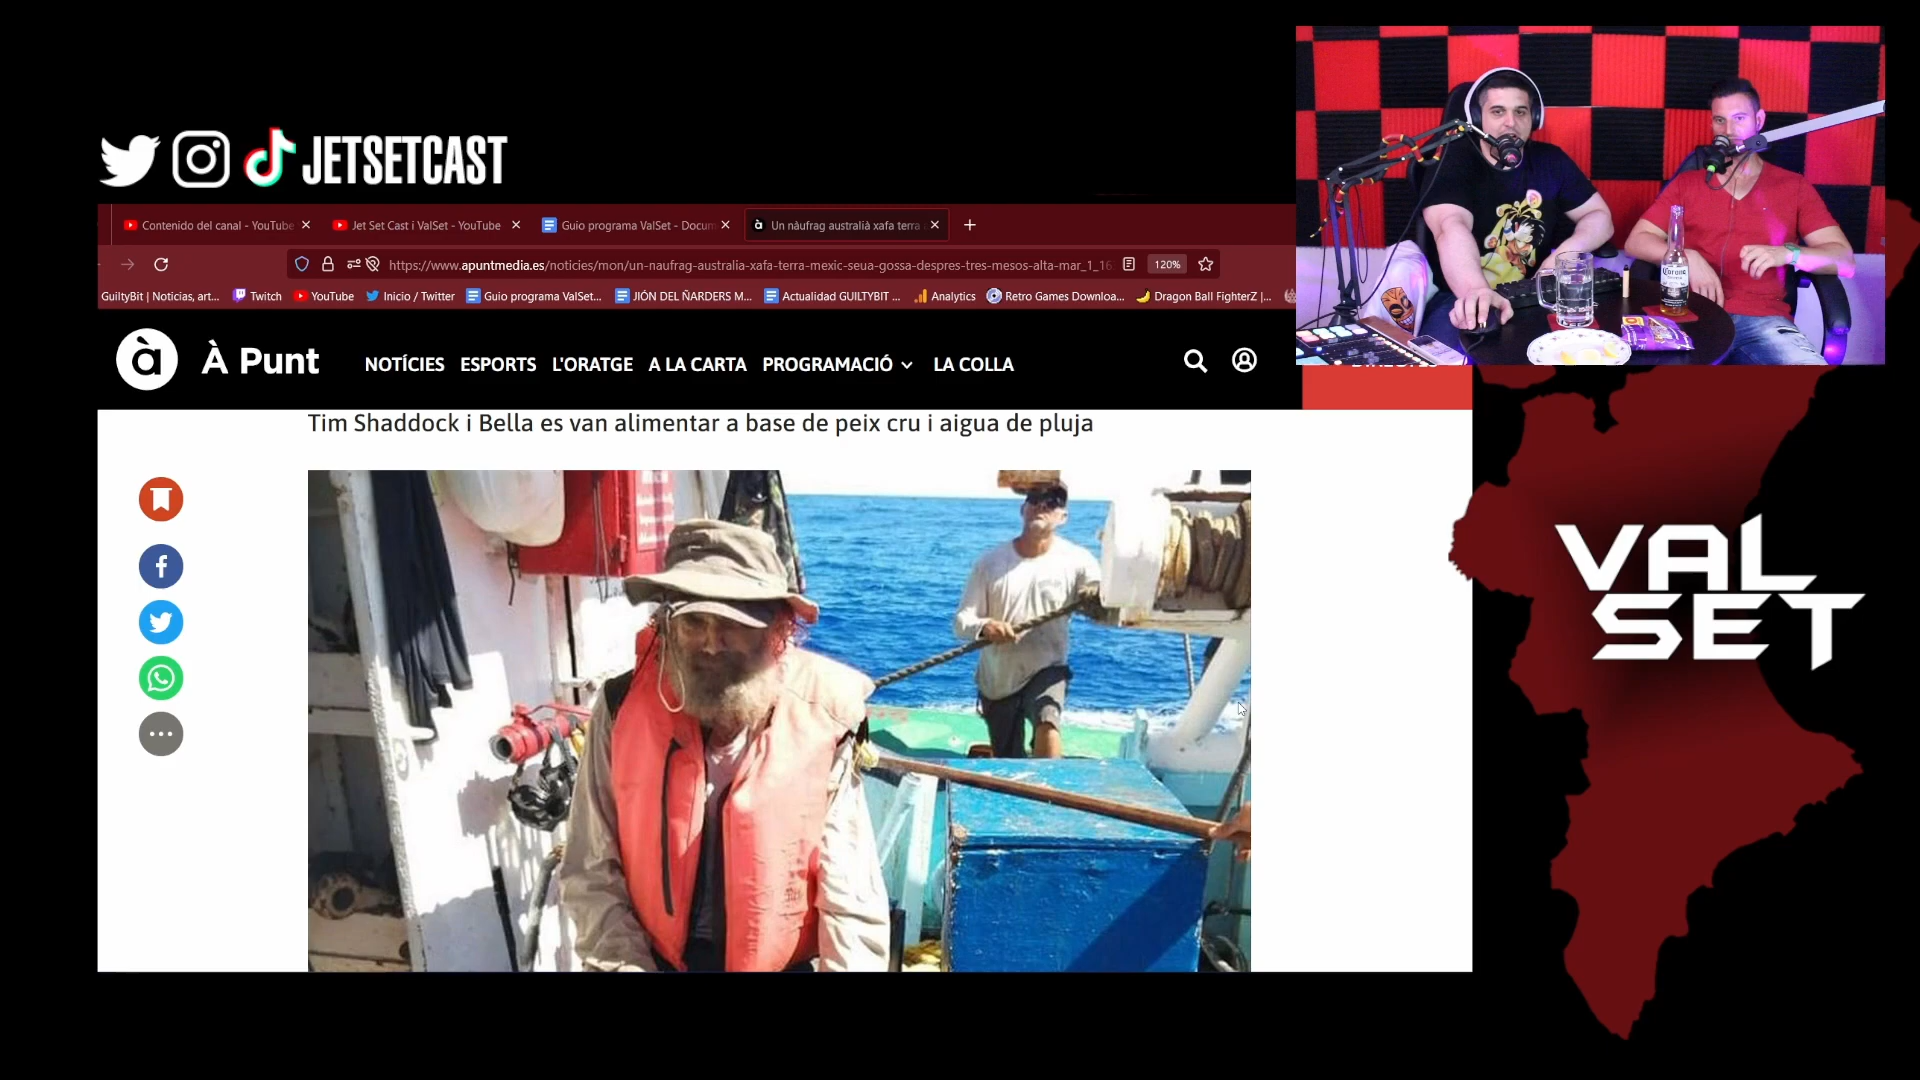 JETSETCAST
Contenido del canal - YouTube
Jet Set Cast i ValSet - YouTube
Guio programa ValSet - Docum
à Un nàufrag australià xafa terra
https://www.apuntmedia.es/noticies/mon/un-naufrag-australia-xafa-terra-mexic-seua-gossa-despres-tres-mesos-alta-mar_1_16
120%
GuiltyBit | Noticias, art...
Twitch
YouTube
Inicio / Twitter
Guio programa ValSet...
JIÓN DEL ÑARDERS M...
Actualidad GUILTYBIT ...
Analytics
Retro Games Downloa...
Dragon Ball FighterZ |...
à À Punt
NOTÍCIES
ESPORTS
L'ORATGE
A LA CARTA
PROGRAMACIÓ
LA COLLA
Tim Shaddock i Bella es van alimentar a base de peix cru i aigua de pluja
Corona
VAL
SET